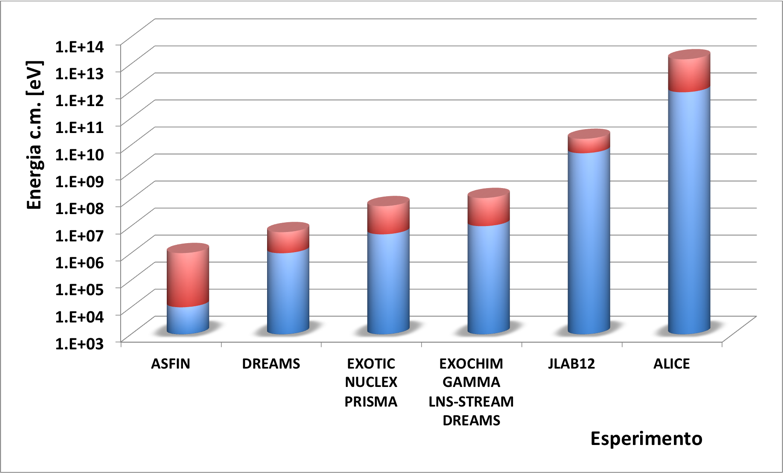 Energia c.m. [eV]
1.E+14
1.E+13
1.E+12
1.E+11
1.E+10
1.E+09
1.E+08
1.E+07
1.E+06
1.E+05
1.E+04
1.E+03
ASFIN
DREAMS
EXOTIC
NUCLEX
PRISMA
EXOCHIM
GAMMA
LNS-STREAM
DREAMS
JLAB12
ALICE
Esperimento